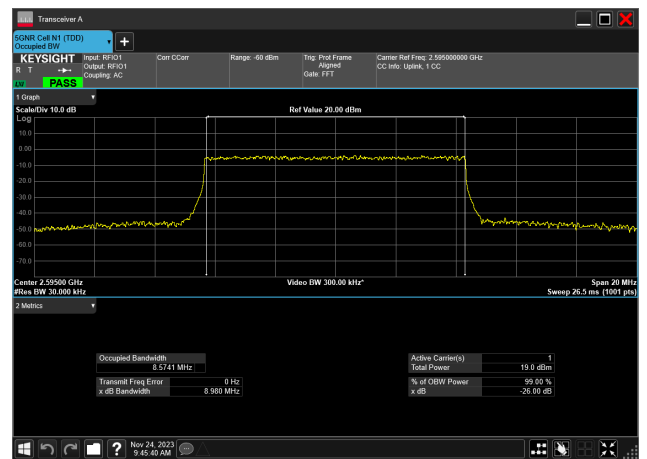 Transceiver A
5GNR Cell N1 (TDD)
Occupied BW
+
KEYSIGHT
R T
LW
PASS
Input: RFIO1
Output: RFIO1
Coupling: AC
Corr CCorr
Range: -60 dBm
Trig: Prot Frame
Aligned
Gate: FFT
Carrier Ref Freq: 2.595000000 GHz
CC Info: Uplink, 1 CC
1 Graph
Scale/Div 10.0 dB
Ref Value 20.00 dBm
Log
10.0
0.00
-10.0
-20.0
-30.0
-40.0
-50.0
-60.0
-70.0
Center 2.59500 GHz
Video BW 300.00 kHz*
Span 20 MHz
#Res BW 30.000 kHz
Sweep 26.5 ms (1001 pts)
2 Metrics
Occupied Bandwidth
8.5741 MHz
Transmit Freq Error 0 Hz
x dB Bandwidth 8.980 MHz
Active Carrier(s) 1
Total Power 19.0 dBm
% of OBW Power 99.00 %
x dB -26.00 dB
?
Nov 24, 2023
9:45:40 AM